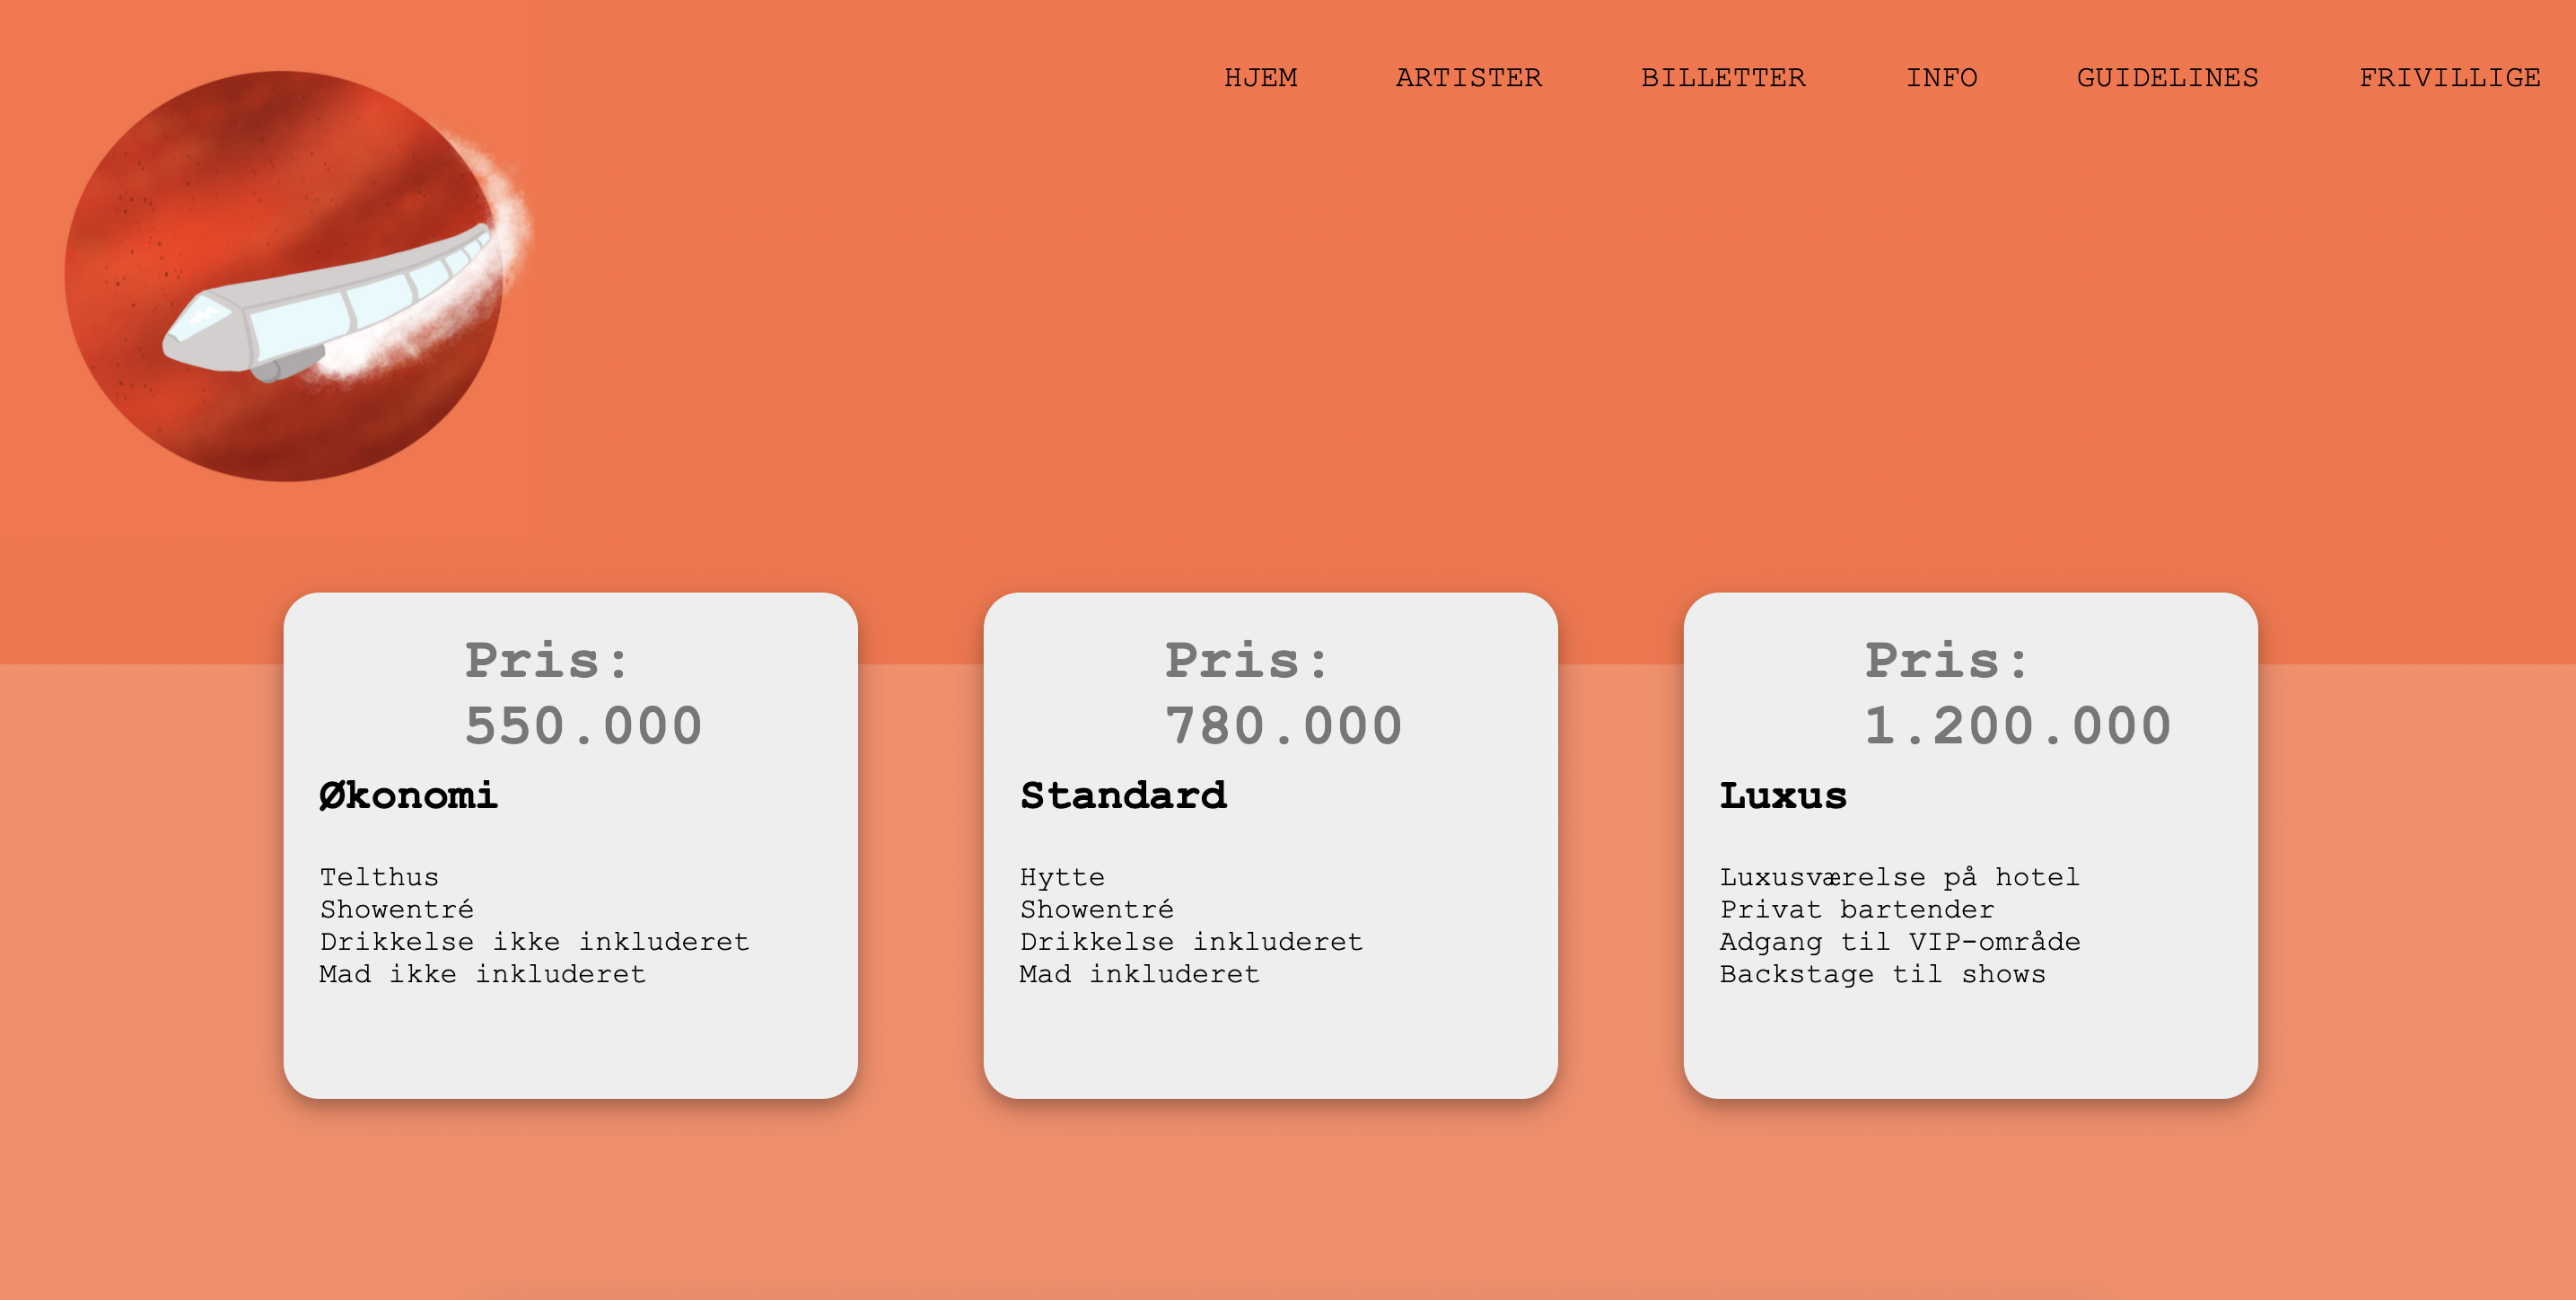 HJEM ARTISTER BILLETTER INFO GUIDELINES FRIVILLIGE
Pris:
550.000
Økonomi
Telthus
Showentré
Drikkelse ikke inkluderet
Mad ikke inkluderet
Pris:
780.000
Standard
Hytte
Showentré
Drikkelse inkluderet
Mad inkluderet
Pris:
1.200.000
Luxus
Luxusværelse på hotel
Privat bartender
Adgang til VIP-område
Backstage til shows